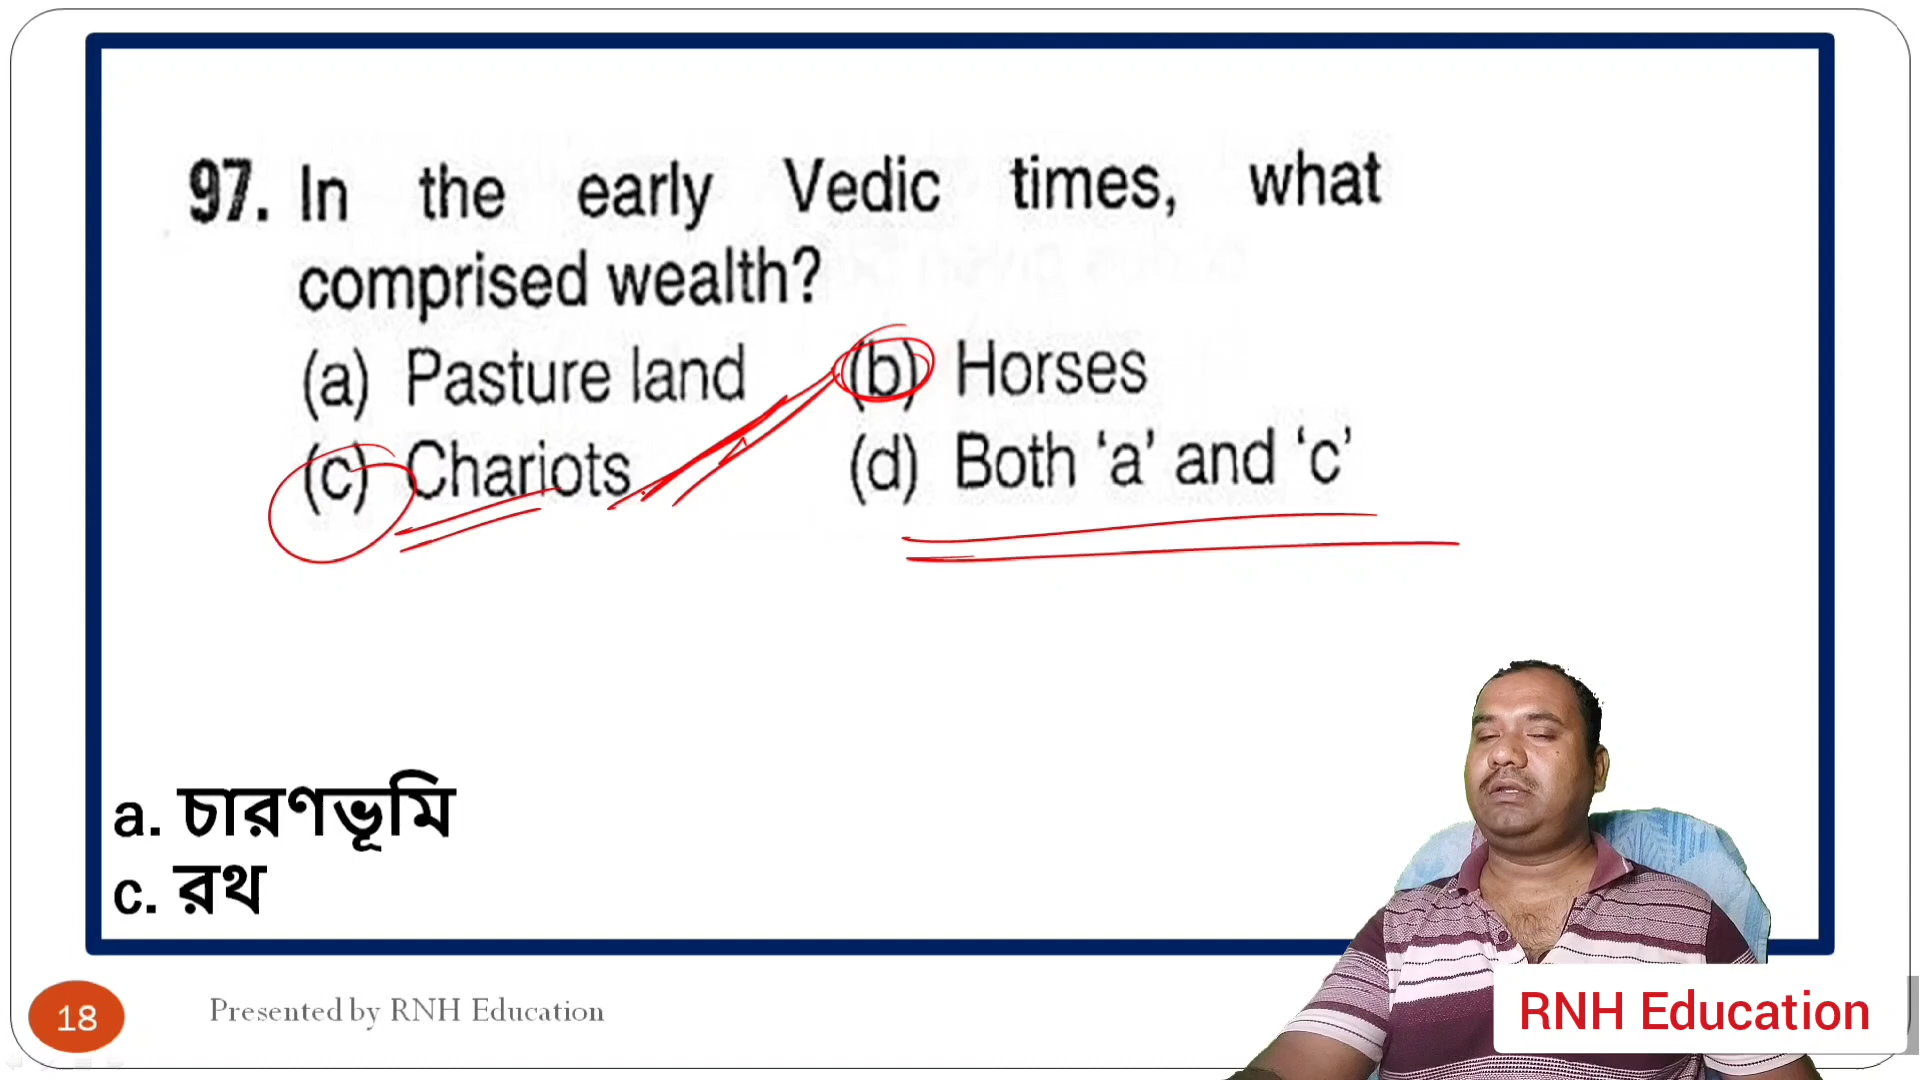 97. In the early Vedic times, what
comprised wealth?
(a) Pasture land (b) Horses
(c) Chariots (d) Both ‘a’ and ‘c’
a. চারণভূমি
c. রথ
18 Presented by RNH Education
RNH Education